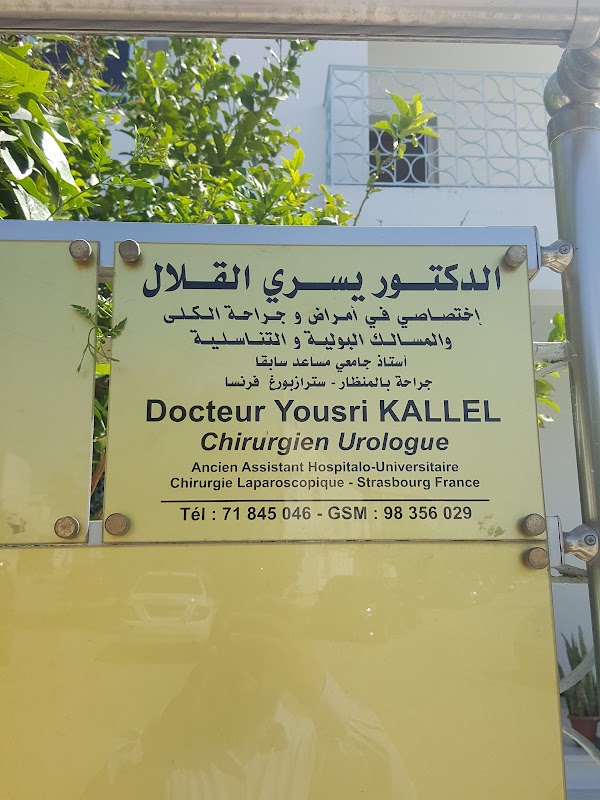 الدكتور يسري القلال
إختصاصي في أمراض و جراحة الكلى
والمسالك البولية و التناسلية
أستاذ جامعي مساعد سابقا
جراحة بالمنظار - سترازبورغ فرنسا
Docteur Yousri KALLEL
Chirurgien Urologue
Ancien Assistant Hospitalo-Universitaire
Chirurgie Laparoscopique - Strasbourg France
Tél : 71 845 046 - GSM : 98 356 029